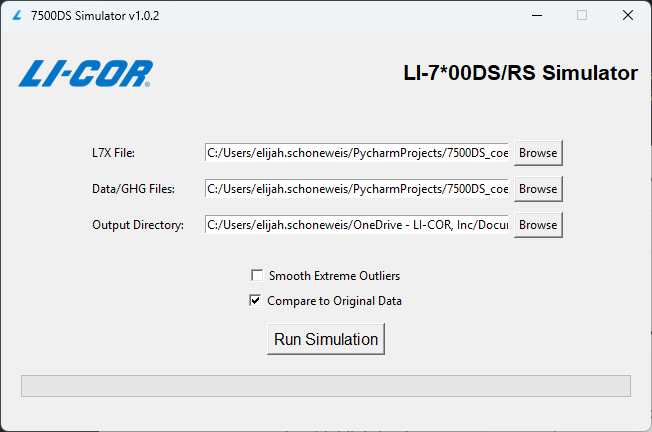 7500DS Simulator v1.0.2
LI-COR®
LI-7*00DS/RS Simulator
L7X File:
C:/Users/elijah.schoneweis/PycharmProjects/7500DS_coe
Browse
Data/GHG Files:
C:/Users/elijah.schoneweis/PycharmProjects/7500DS_coe
Browse
Output Directory:
C:/Users/elijah.schoneweis/OneDrive - LI-COR, Inc/Docu
Browse
Smooth Extreme Outliers
Compare to Original Data
Run Simulation